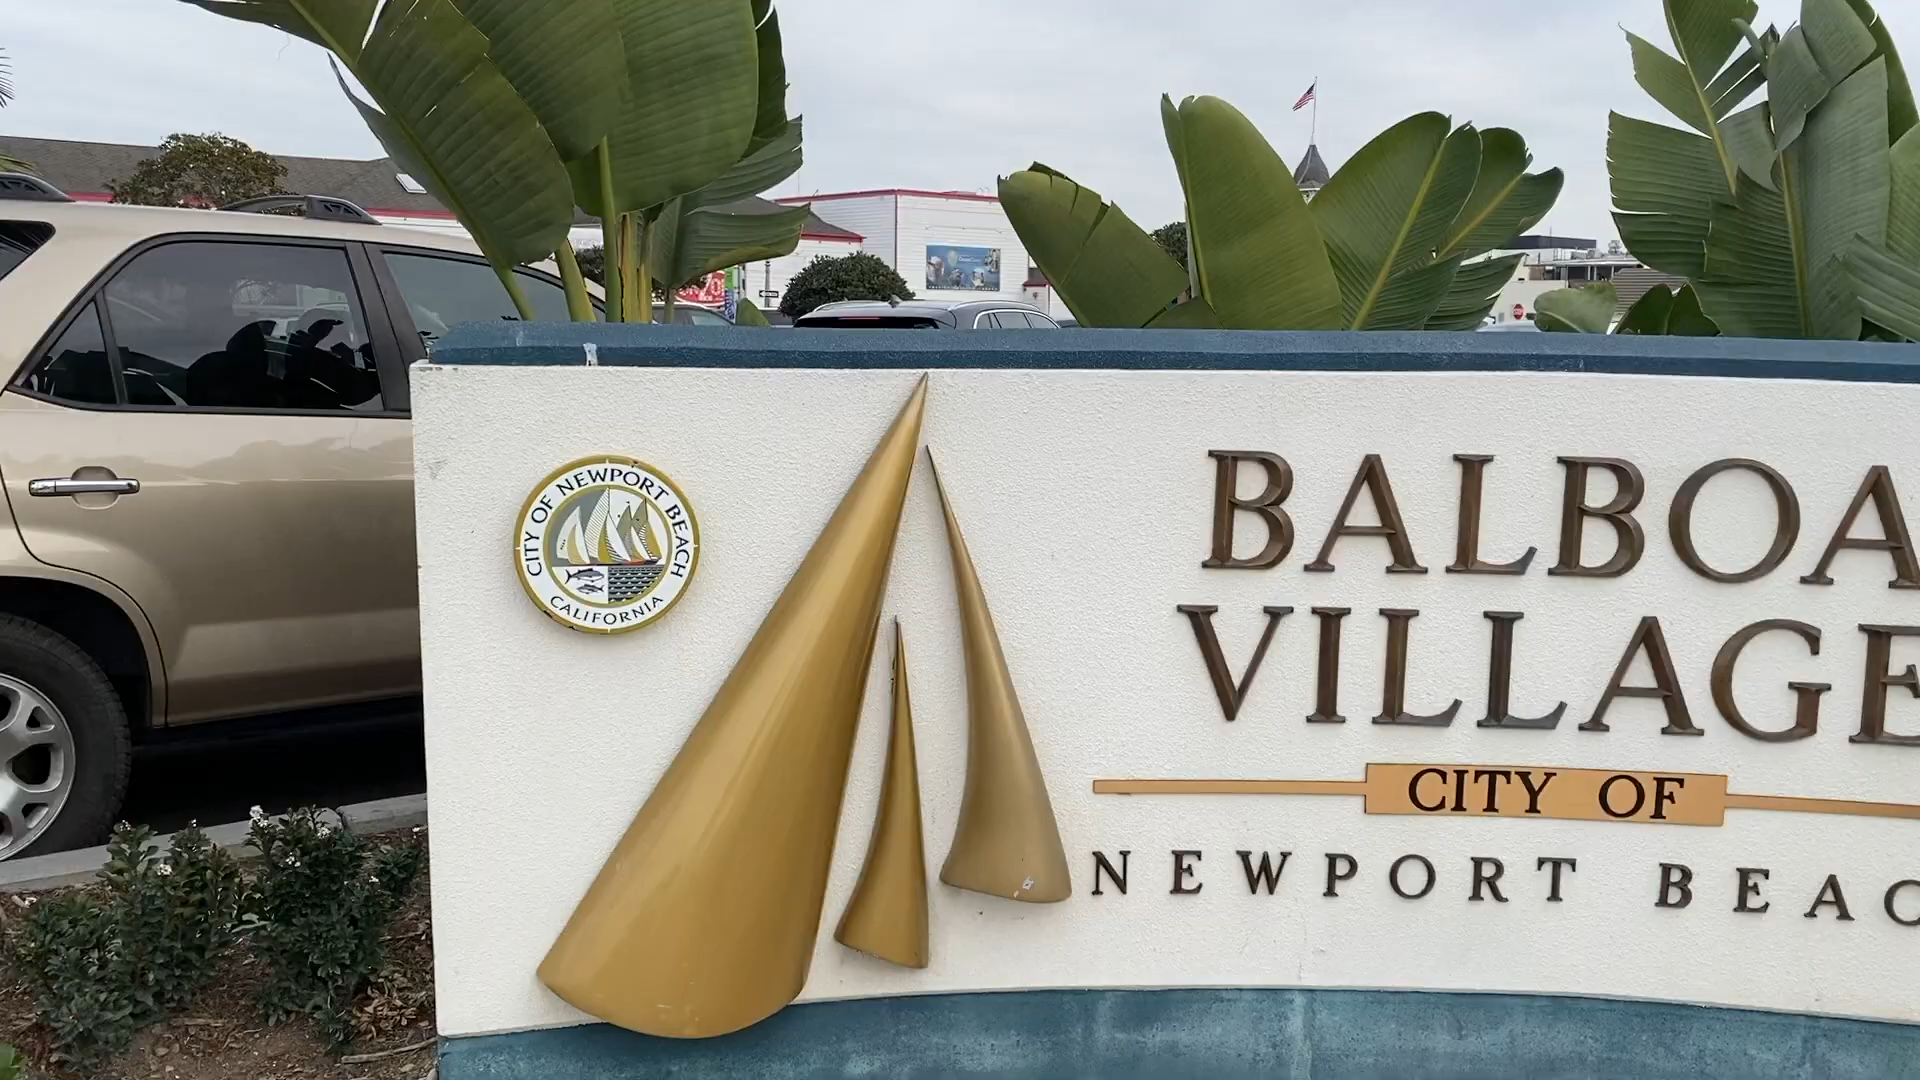 CITY OF NEWPORT BEACH
CALIFORNIA
BALBOA
VILLAGE
CITY OF
NEWPORT BEAC